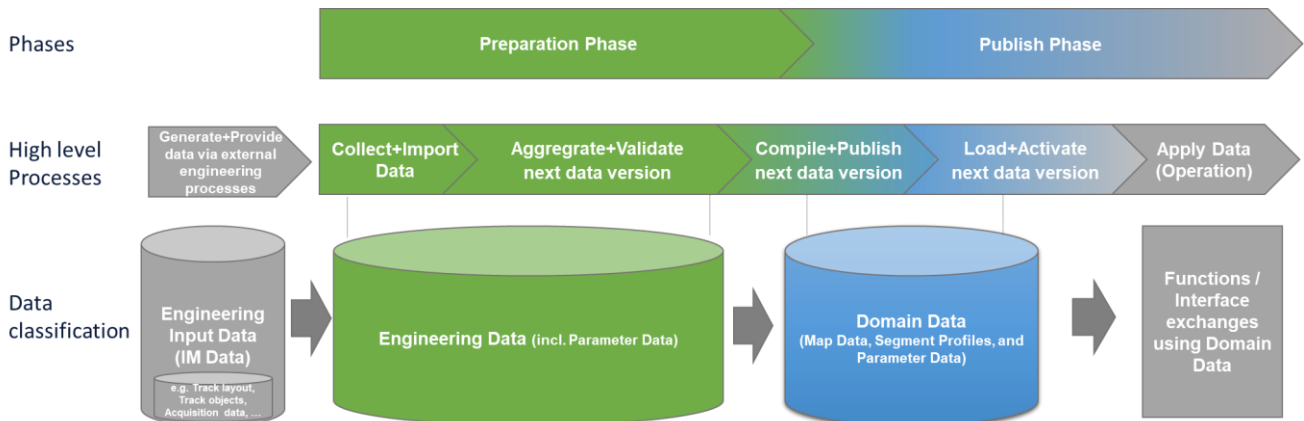 Phases
Preparation Phase
Publish Phase
High level
Processes
Generate+Provide
data via external
engineering
processes
Collect+Import
Data
Aggregrate+Validate
next data version
Compile+Publish
next data version
Load+Activate
next data version
Apply Data
(Operation)
Data
classification
Engineering
Input Data
(IM Data)
e.g. Track layout,
Track objects,
Acquisition data, ...
Engineering Data (incl. Parameter Data)
Domain Data
(Map Data, Segment Profiles, and
Parameter Data)
Functions /
Interface
exchanges
using Domain
Data